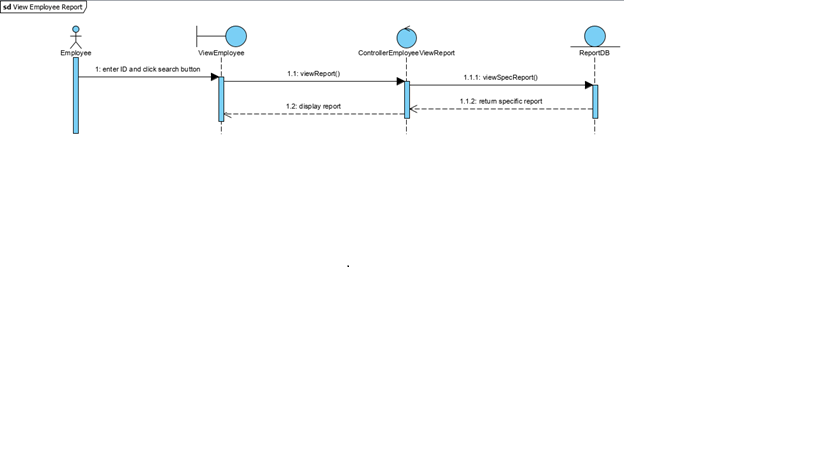 sd View Employee Report
Employee
ViewEmployee
ControllerEmployeeViewReport
ReportDB
1: enter ID and click search button
1.1: viewReport()
1.1.1: viewSpecReport()
1.1.2: return specific report
1.2: display report